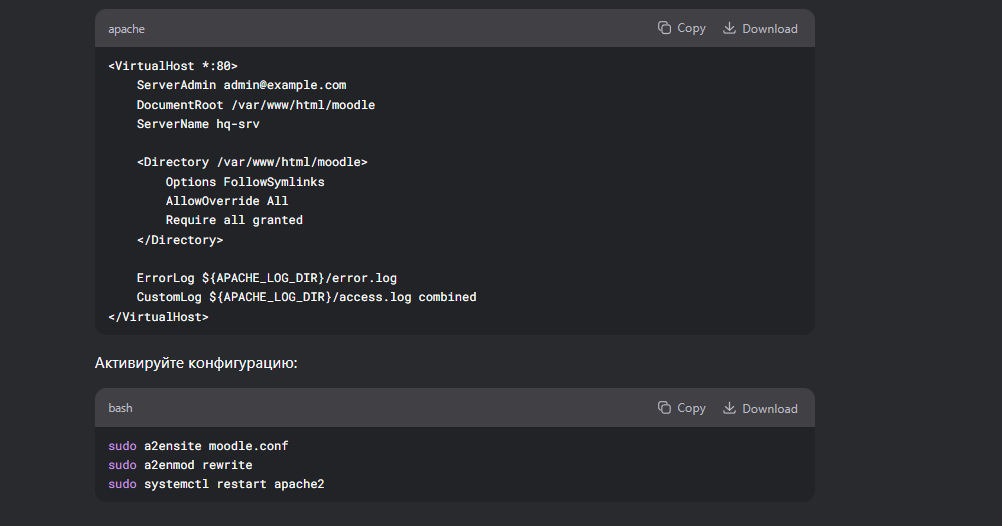 apache
Copy
Download
<VirtualHost *:80>
    ServerAdmin admin@example.com
    DocumentRoot /var/www/html/moodle
    ServerName hq-srv
    <Directory /var/www/html/moodle>
        Options FollowSymlinks
        AllowOverride All
        Require all granted
    </Directory>
    ErrorLog ${APACHE_LOG_DIR}/error.log
    CustomLog ${APACHE_LOG_DIR}/access.log combined
</VirtualHost>
Активируйте конфигурацию:
bash
Copy
Download
sudo a2ensite moodle.conf
sudo a2enmod rewrite
sudo systemctl restart apache2